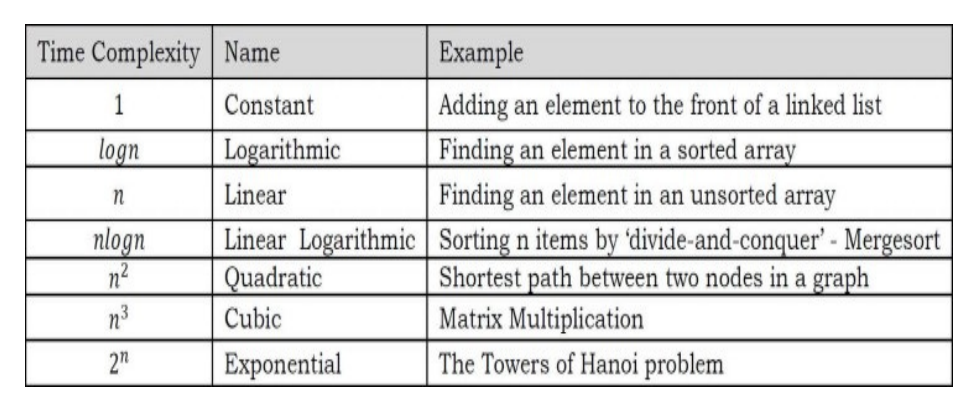 Time Complexity Name Example
1 Constant Adding an element to the front of a linked list
logn Logarithmic Finding an element in a sorted array
n Linear Finding an element in an unsorted array
nlogn Linear Logarithmic Sorting n items by ‘divide-and-conquer’ - Mergesort
n² Quadratic Shortest path between two nodes in a graph
n³ Cubic Matrix Multiplication
2ⁿ Exponential The Towers of Hanoi problem